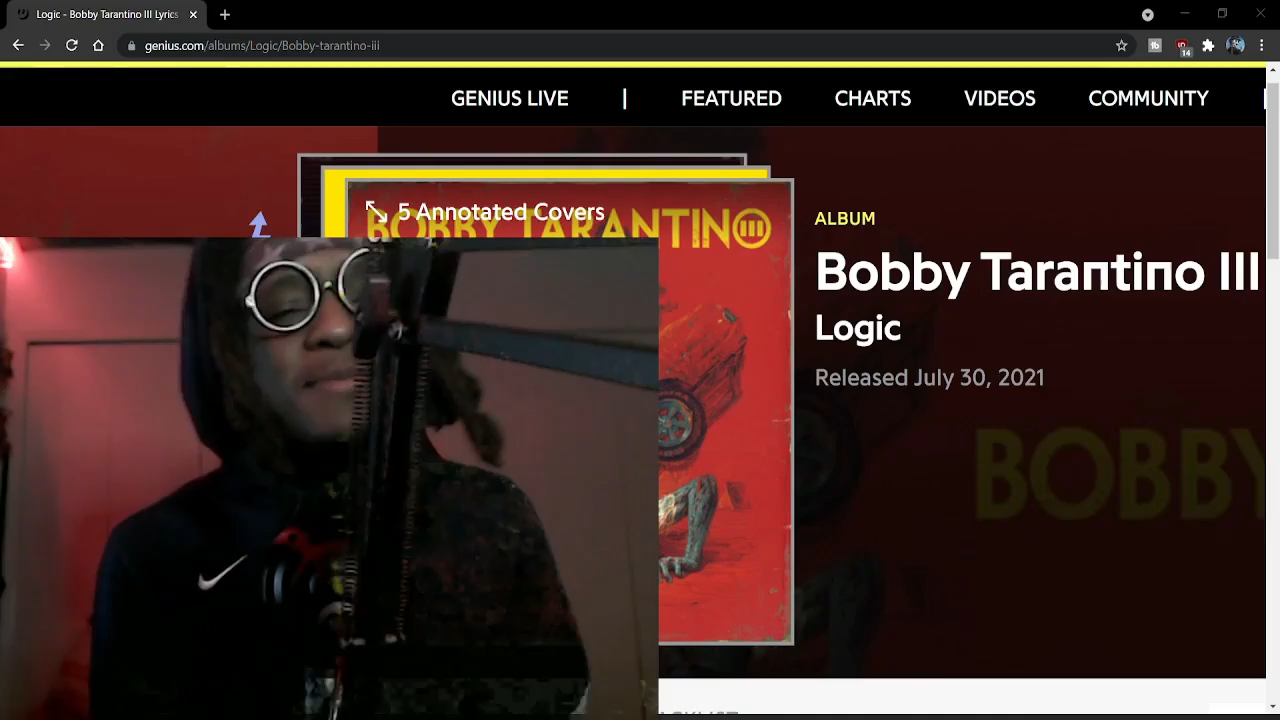 Logic - Bobby Tarantino III Lyrics
genius.com/albums/Logic/Bobby-tarantino-iii
14
GENIUS LIVE | FEATURED CHARTS VIDEOS COMMUNITY
5 Annotated Covers
BOBBY TARANTINO III
ALBUM
Bobby Tarantino III
Logic
Released July 30, 2021
BOBBY